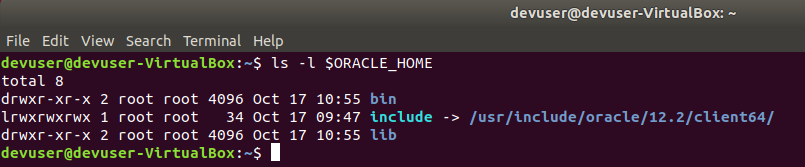 devuser@devuser-VirtualBox: ~
File Edit View Search Terminal Help
devuser@devuser-VirtualBox:~$ ls -l $ORACLE_HOME
total 8
drwxr-xr-x 2 root root 4096 Oct 17 10:55 bin
lrwxrwxrwx 1 root root   34 Oct 17 09:47 include -> /usr/include/oracle/12.2/client64/
drwxr-xr-x 2 root root 4096 Oct 17 10:55 lib
devuser@devuser-VirtualBox:~$